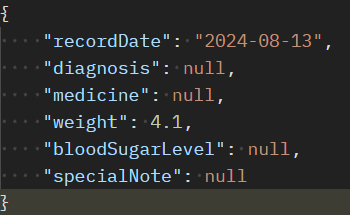 {
    "recordDate": "2024-08-13",
    "diagnosis": null,
    "medicine": null,
    "weight": 4.1,
    "bloodSugarLevel": null,
    "specialNote": null
}